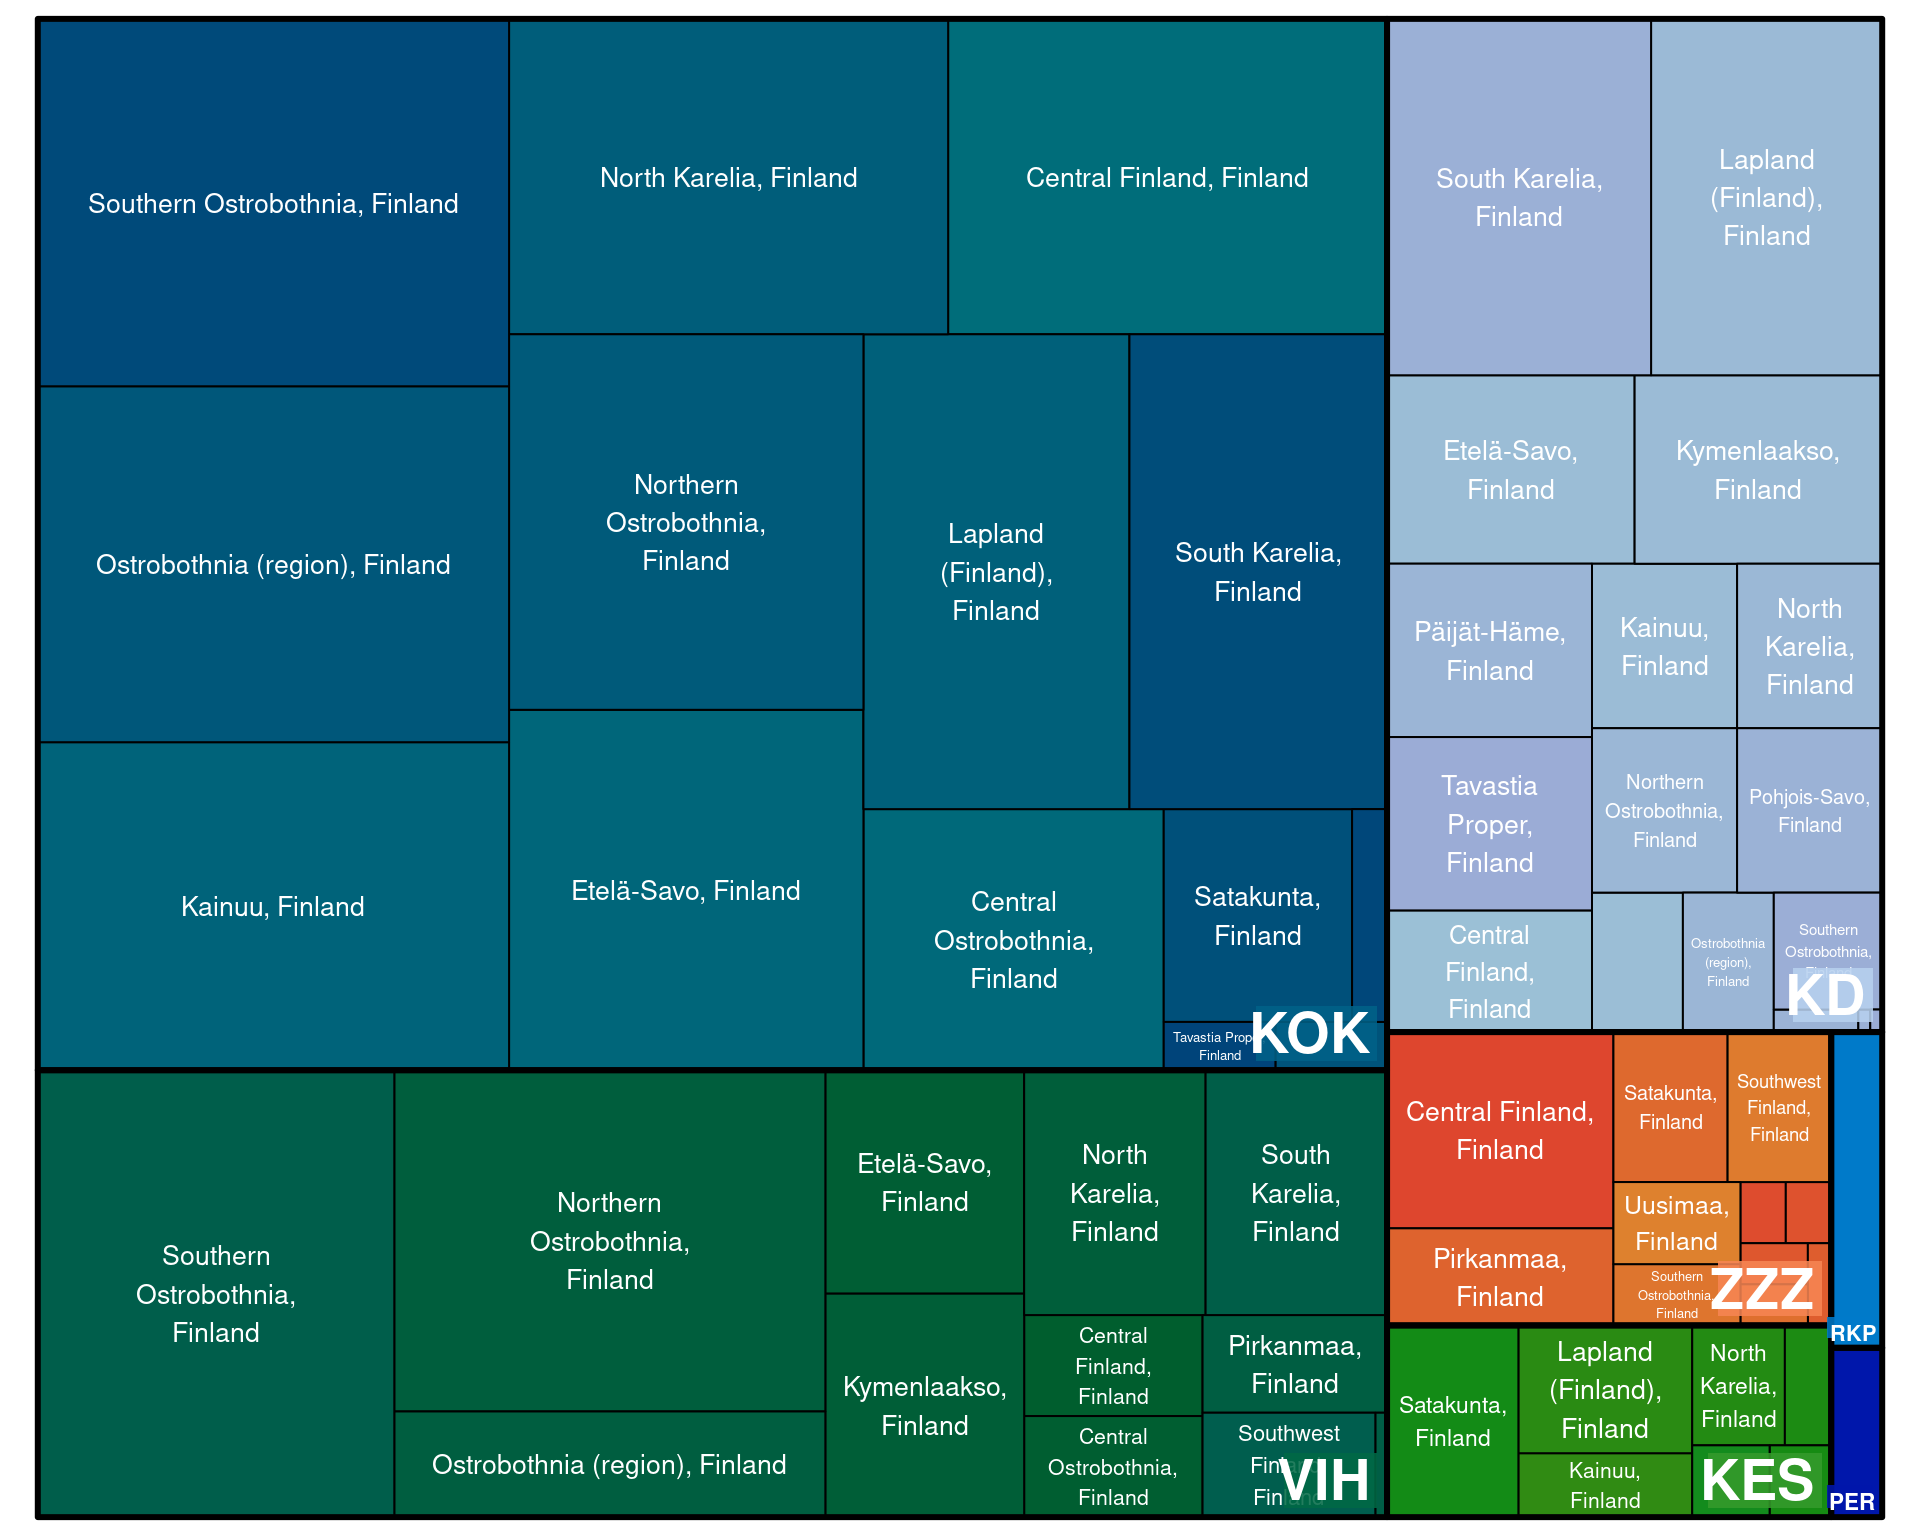 Southern Ostrobothnia, Finland
North Karelia, Finland
Central Finland, Finland
Ostrobothnia (region), Finland
Northern
Ostrobothnia,
Finland
Lapland
(Finland),
Finland
South Karelia,
Finland
Kainuu, Finland
Etelä-Savo, Finland
Central
Ostrobothnia,
Finland
Satakunta,
Finland
Tavastia
Finland
KOK
South Karelia,
Finland
Lapland
(Finland),
Finland
Etelä-Savo,
Finland
Kymenlaakso,
Finland
Päijät-Häme,
Finland
Kainuu,
Finland
North
Karelia,
Finland
Tavastia
Proper,
Finland
Northern
Ostrobothnia,
Finland
Pohjois-Savo,
Finland
Central
Finland,
Finland
Ostrobothnia
(region),
Finland
Southern
Ostrobothnia,
KD
Southern
Ostrobothnia,
Finland
Northern
Ostrobothnia,
Finland
Ostrobothnia (region), Finland
Etelä-Savo,
Finland
Kymenlaakso,
Finland
North
Karelia,
Finland
South
Karelia,
Finland
Central
Finland,
Finland
Pirkanmaa,
Finland
Central
Ostrobothnia,
Finland
Southwest
VIH
Central Finland,
Finland
Satakunta,
Finland
Southwest
Finland,
Finland
Pirkanmaa,
Finland
Uusimaa,
Finland
Southern
Ostrobothnia,
Finland
ZZZ
RKP
Satakunta,
Finland
Lapland
(Finland),
Finland
North
Karelia,
Finland
Kainuu,
Finland
KES
PER